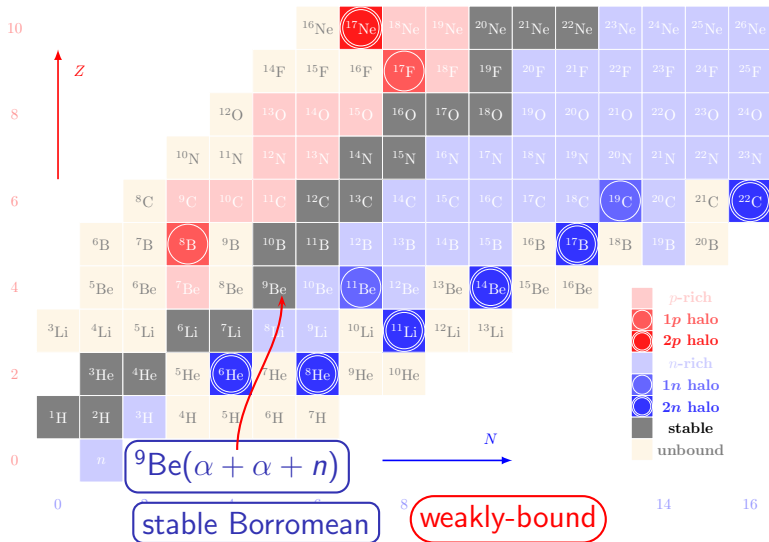 10 ¹⁶Ne ¹⁷Ne ¹⁸Ne ¹⁹Ne ²⁰Ne ²¹Ne ²²Ne ²³Ne ²⁴Ne ²⁵Ne ²⁶Ne
Z
¹⁴F ¹⁵F ¹⁶F ¹⁷F ¹⁸F ¹⁹F ²⁰F ²¹F ²²F ²³F ²⁴F ²⁵F
8 ¹²O ¹³O ¹⁴O ¹⁵O ¹⁶O ¹⁷O ¹⁸O ¹⁹O ²⁰O ²¹O ²²O ²³O ²⁴O
¹⁰N ¹¹N ¹²N ¹³N ¹⁴N ¹⁵N ¹⁶N ¹⁷N ¹⁸N ¹⁹N ²⁰N ²¹N ²²N ²³N
6 ⁸C ⁹C ¹⁰C ¹¹C ¹²C ¹³C ¹⁴C ¹⁵C ¹⁶C ¹⁷C ¹⁸C ¹⁹C ²⁰C ²¹C ²²C
⁶B ⁷B ⁸B ⁹B ¹⁰B ¹¹B ¹²B ¹³B ¹⁴B ¹⁵B ¹⁶B ¹⁷B ¹⁸B ¹⁹B ²⁰B
4 ⁵Be ⁶Be ⁷Be ⁸Be ⁹Be ¹⁰Be ¹¹Be ¹²Be ¹³Be ¹⁴Be ¹⁵Be ¹⁶Be
³Li ⁴Li ⁵Li ⁶Li ⁷Li ⁸Li ⁹Li ¹⁰Li ¹¹Li ¹²Li ¹³Li
2 ³He ⁴He ⁵He ⁶He ⁷He ⁸He ⁹He ¹⁰He
¹H ²H ³H ⁴H ⁵H ⁶H ⁷H
0 n
p-rich
1p halo
2p halo
n-rich
1n halo
2n halo
stable
unbound
⁹Be(α + α + n)
N
0 8 14 16
stable Borromean
weakly-bound